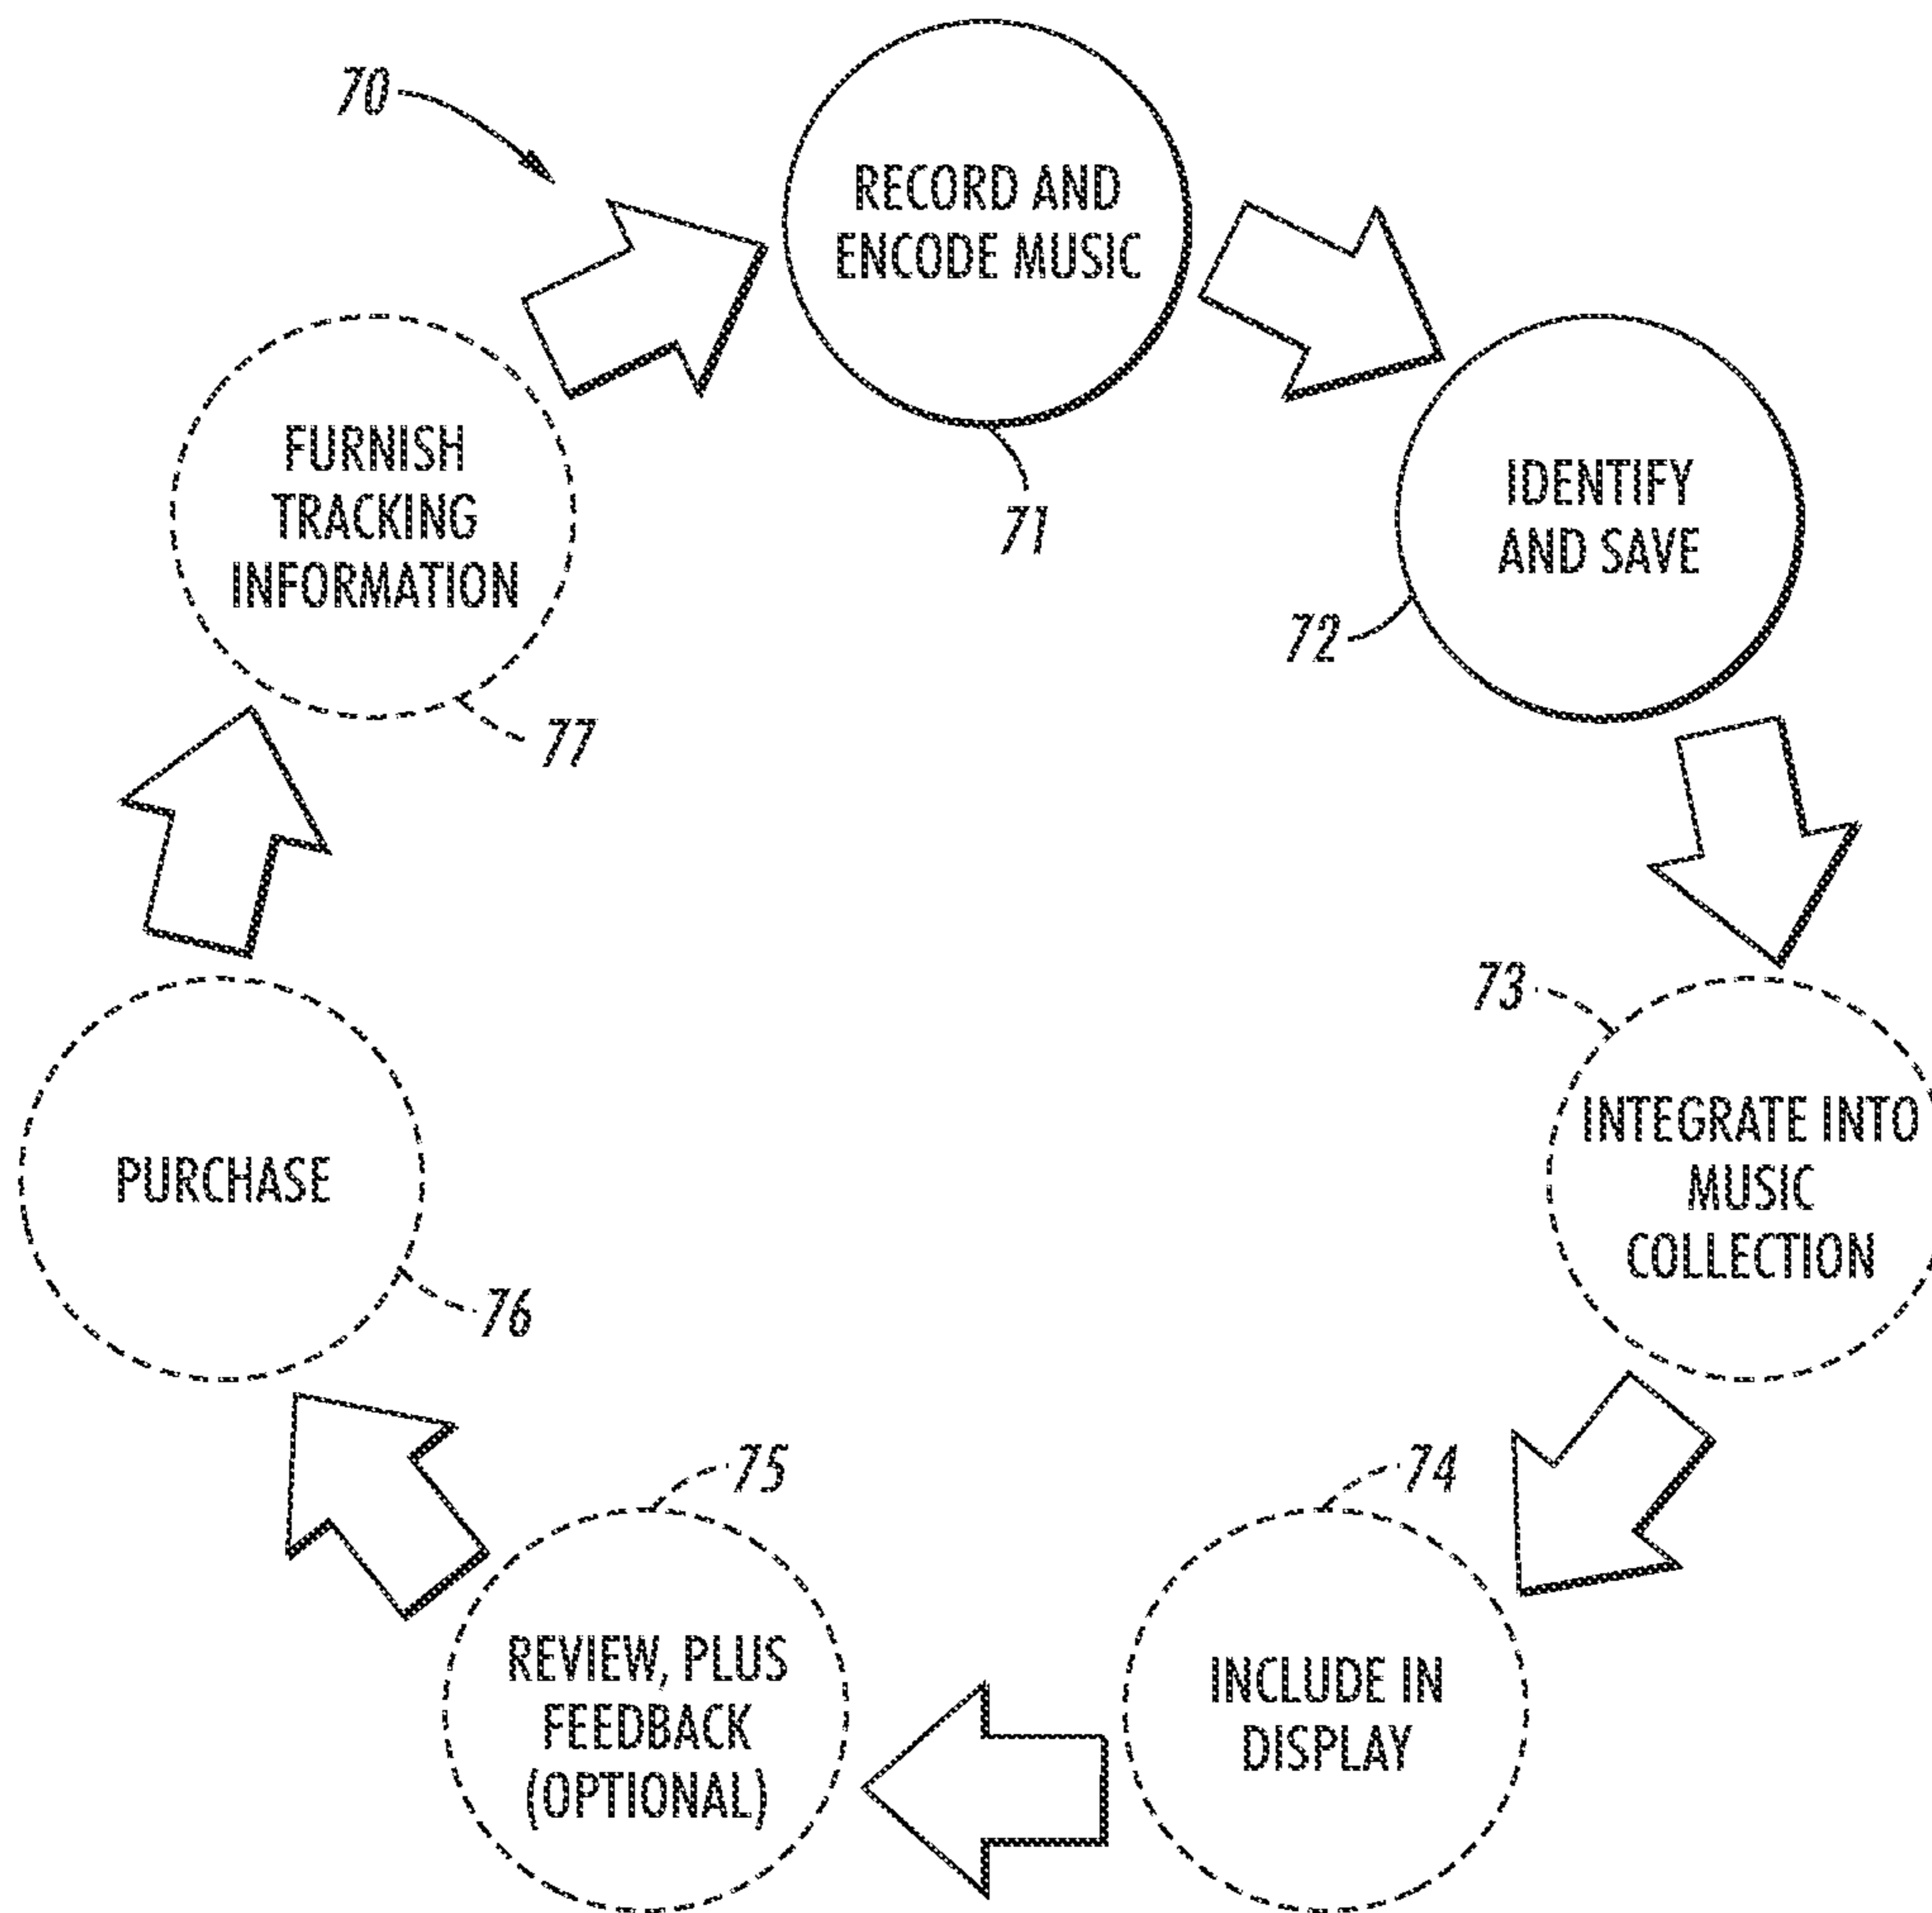 70
RECORD AND
ENCODE MUSIC
71
IDENTIFY
AND SAVE
72
73
INTEGRATE INTO
MUSIC
COLLECTION
74
INCLUDE IN
DISPLAY
75
REVIEW, PLUS
FEEDBACK
(OPTIONAL)
PURCHASE
76
FURNISH
TRACKING
INFORMATION
77